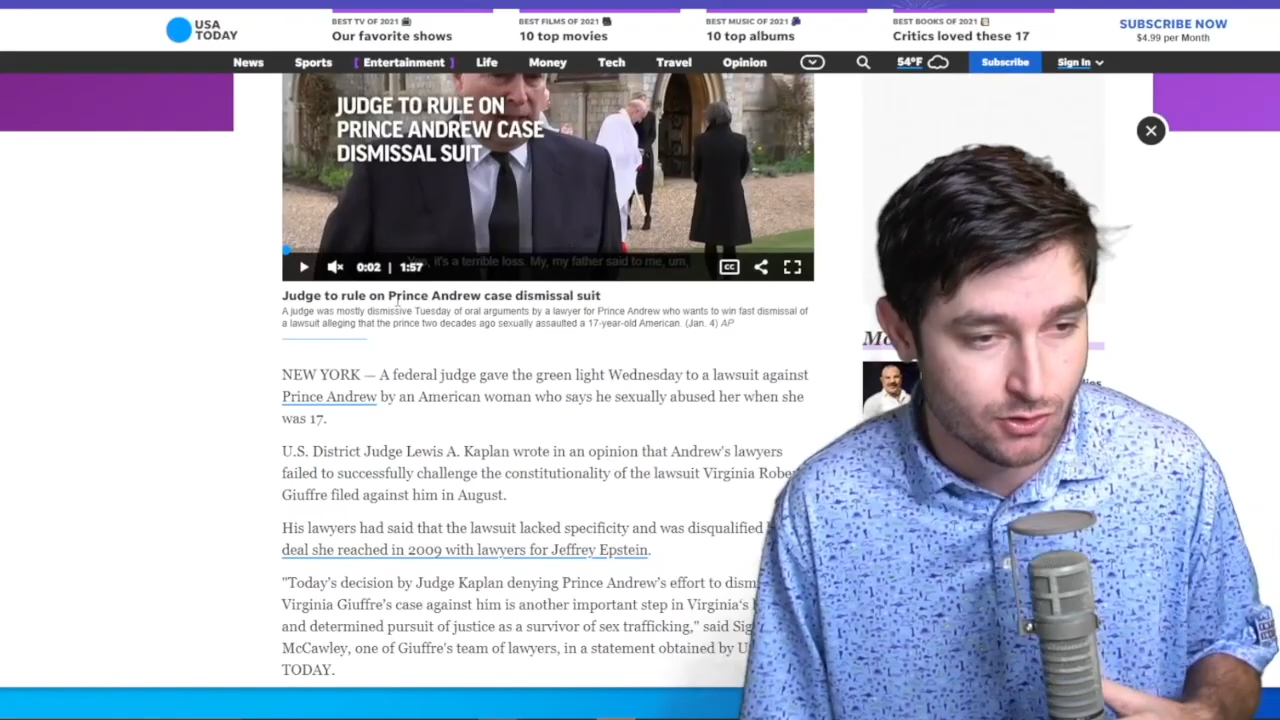 USA
TODAY
BEST TV OF 2021
Our favorite shows
BEST FILMS OF 2021
10 top movies
BEST MUSIC OF 2021
10 top albums
BEST BOOKS OF 2021
Critics loved these 17
SUBSCRIBE NOW
$4.99 per Month
News Sports Entertainment Life Money Tech Travel Opinion 54°F Subscribe Sign In
JUDGE TO RULE ON
PRINCE ANDREW CASE
DISMISSAL SUIT
it's a terrible loss. My, my father said to me, um,
0:02 | 1:57 CC
Judge to rule on Prince Andrew case dismissal suit
A judge was mostly dismissive Tuesday of oral arguments by a lawyer for Prince Andrew who wants to win fast dismissal of
a lawsuit alleging that the prince two decades ago sexually assaulted a 17-year-old American. (Jan. 4) AP
NEW YORK — A federal judge gave the green light Wednesday to a lawsuit against
Prince Andrew by an American woman who says he sexually abused her when she
was 17.
U.S. District Judge Lewis A. Kaplan wrote in an opinion that Andrew's lawyers
failed to successfully challenge the constitutionality of the lawsuit Virginia
Giuffre filed against him in August.
His lawyers had said that the lawsuit lacked specificity and was disqualified
deal she reached in 2009 with lawyers for Jeffrey Epstein.
"Today's decision by Judge Kaplan denying Prince Andrew's effort to
Virginia Giuffre's case against him is another important step in Virginia's
and determined pursuit of justice as a survivor of sex trafficking," said
McCawley, one of Giuffre's team of lawyers, in a statement obtained by
TODAY.